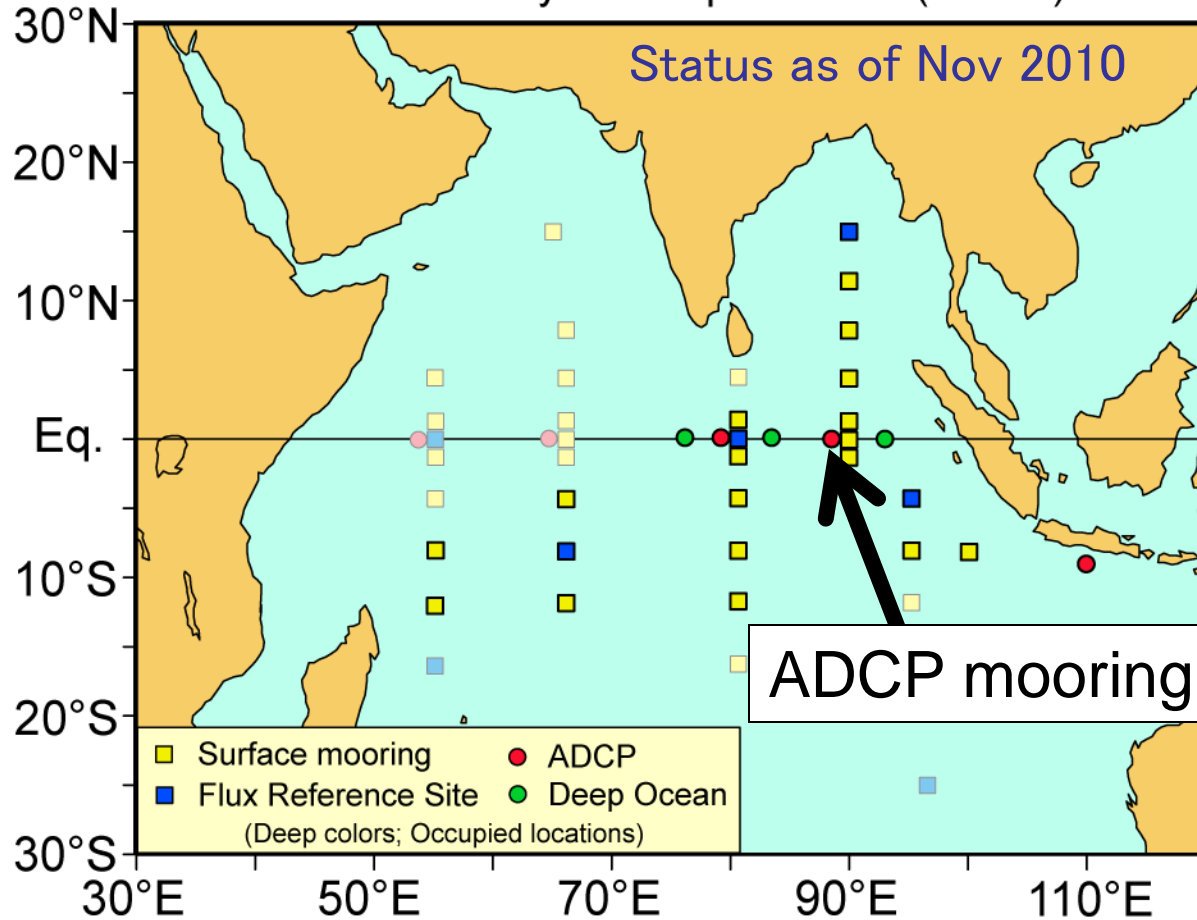 Status as of Nov 2010
30°N
20°N
10°N
Eq.
10°S
20°S
30°S
ADCP mooring
Surface mooring
ADCP
Flux Reference Site
Deep Ocean
(Deep colors; Occupied locations)
30°E
50°E
70°E
90°E
110°E